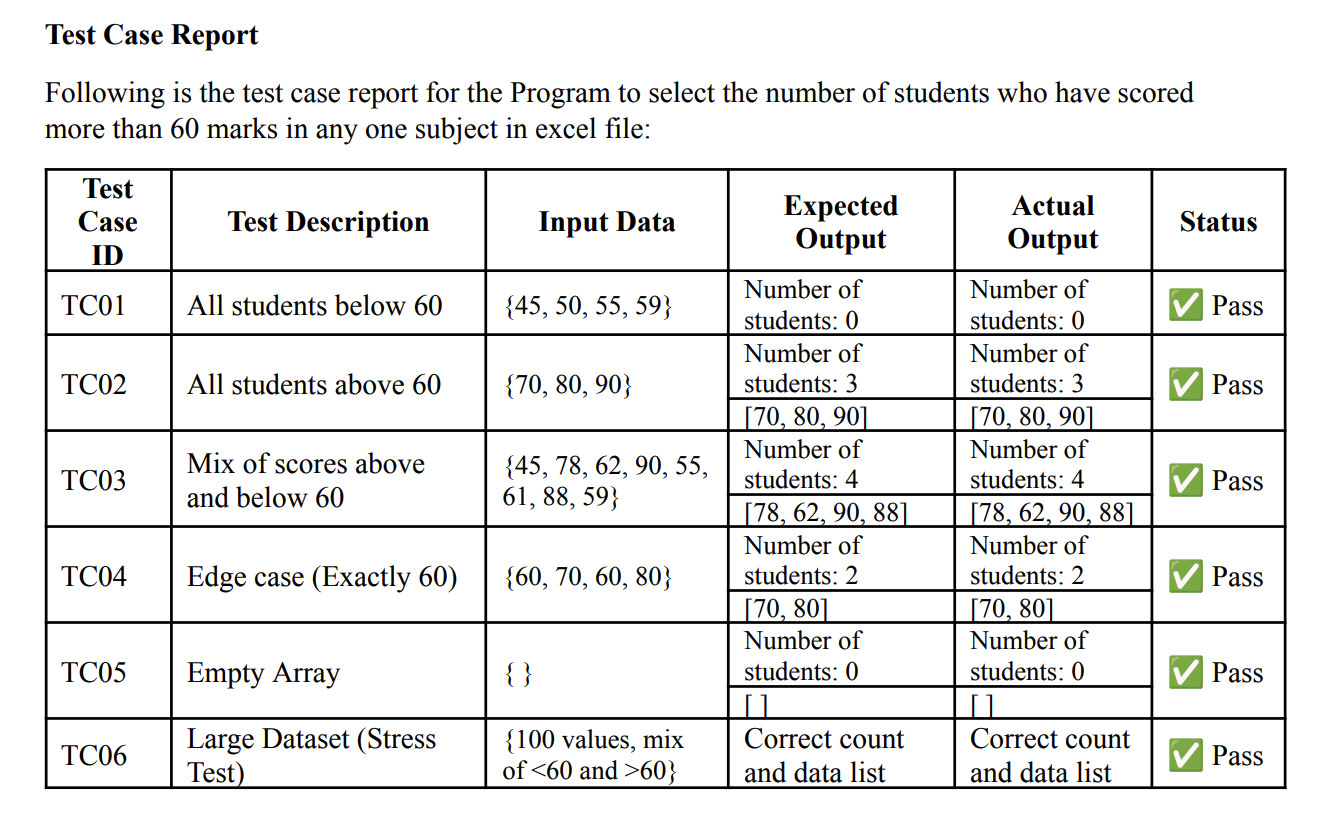 Test Case Report
Following is the test case report for the Program to select the number of students who have scored
more than 60 marks in any one subject in excel file:
Test
Case
ID
Test Description
Input Data
Expected
Output
Actual
Output
Status
TC01
All students below 60
{45, 50, 55, 59}
Number of
students: 0
Number of
students: 0
✅ Pass
TC02
All students above 60
{70, 80, 90}
Number of
students: 3
[70, 80, 90]
Number of
students: 3
[70, 80, 90]
✅ Pass
TC03
Mix of scores above
and below 60
{45, 78, 62, 90, 55,
61, 88, 59}
Number of
students: 4
[78, 62, 90, 88]
Number of
students: 4
[78, 62, 90, 88]
✅ Pass
TC04
Edge case (Exactly 60)
{60, 70, 60, 80}
Number of
students: 2
[70, 80]
Number of
students: 2
[70, 80]
✅ Pass
TC05
Empty Array
{ }
Number of
students: 0
[ ]
Number of
students: 0
[ ]
✅ Pass
TC06
Large Dataset (Stress
Test)
{100 values, mix
of <60 and >60}
Correct count
and data list
Correct count
and data list
✅ Pass